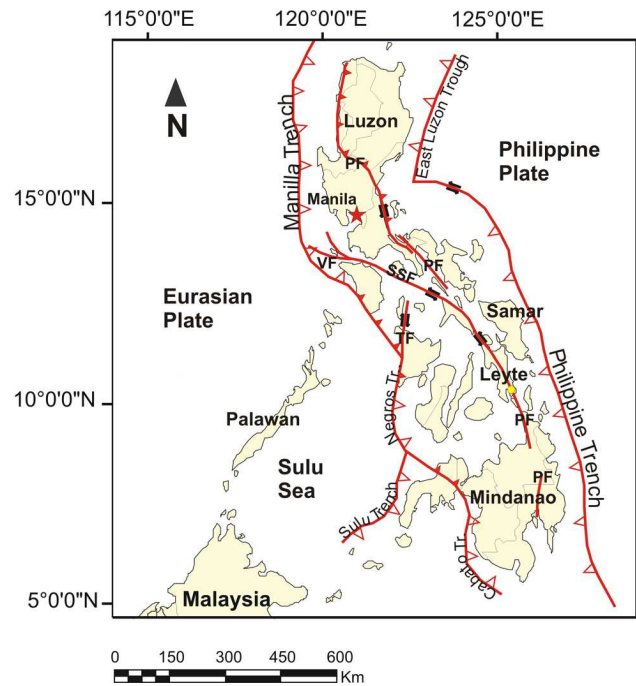 115°0'0"E
120°0'0"E
125°0'0"E
N
Manilla Trench
Luzon
East Luzon Trough
PF
Philippine
Plate
15°0'0"N
Manila
VF
SSF
PF
Eurasian
Plate
Samar
TF
Leyte
Philippine Trench
10°0'0"N
Negros Tr.
Palawan
PF
Sulu
Sea
PF
Mindanao
Sulu Trench
Cabato Tr.
5°0'0"N
Malaysia
0 150 300 450 600
Km